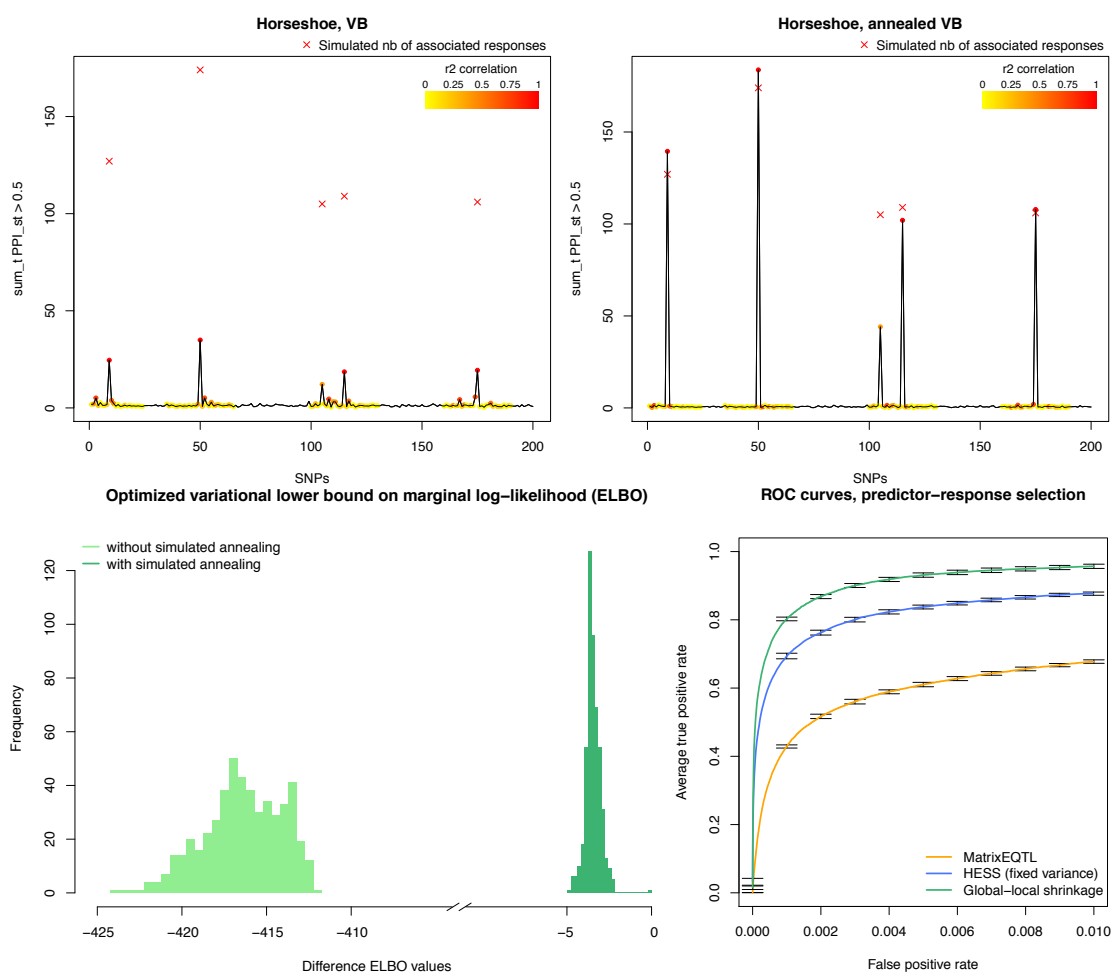 Horseshoe, VB
× Simulated nb of associated responses
r2 correlation
0 0.25 0.5 0.75 1
sum_t PPI_st > 0.5
0 50 100 150
0 50 100 150 200
SNPs
Horseshoe, annealed VB
× Simulated nb of associated responses
r2 correlation
0 0.25 0.5 0.75 1
sum_t PPI_st > 0.5
0 50 100 150
0 50 100 150 200
SNPs
Optimized variational lower bound on marginal log−likelihood (ELBO)
without simulated annealing
with simulated annealing
Frequency
0 20 40 60 80 100 120
−425 −420 −415 −410 −5 0
Difference ELBO values
ROC curves, predictor−response selection
Average true positive rate
0.0 0.2 0.4 0.6 0.8 1.0
MatrixEQTL
HESS (fixed variance)
Global−local shrinkage
0.000 0.002 0.004 0.006 0.008 0.010
False positive rate